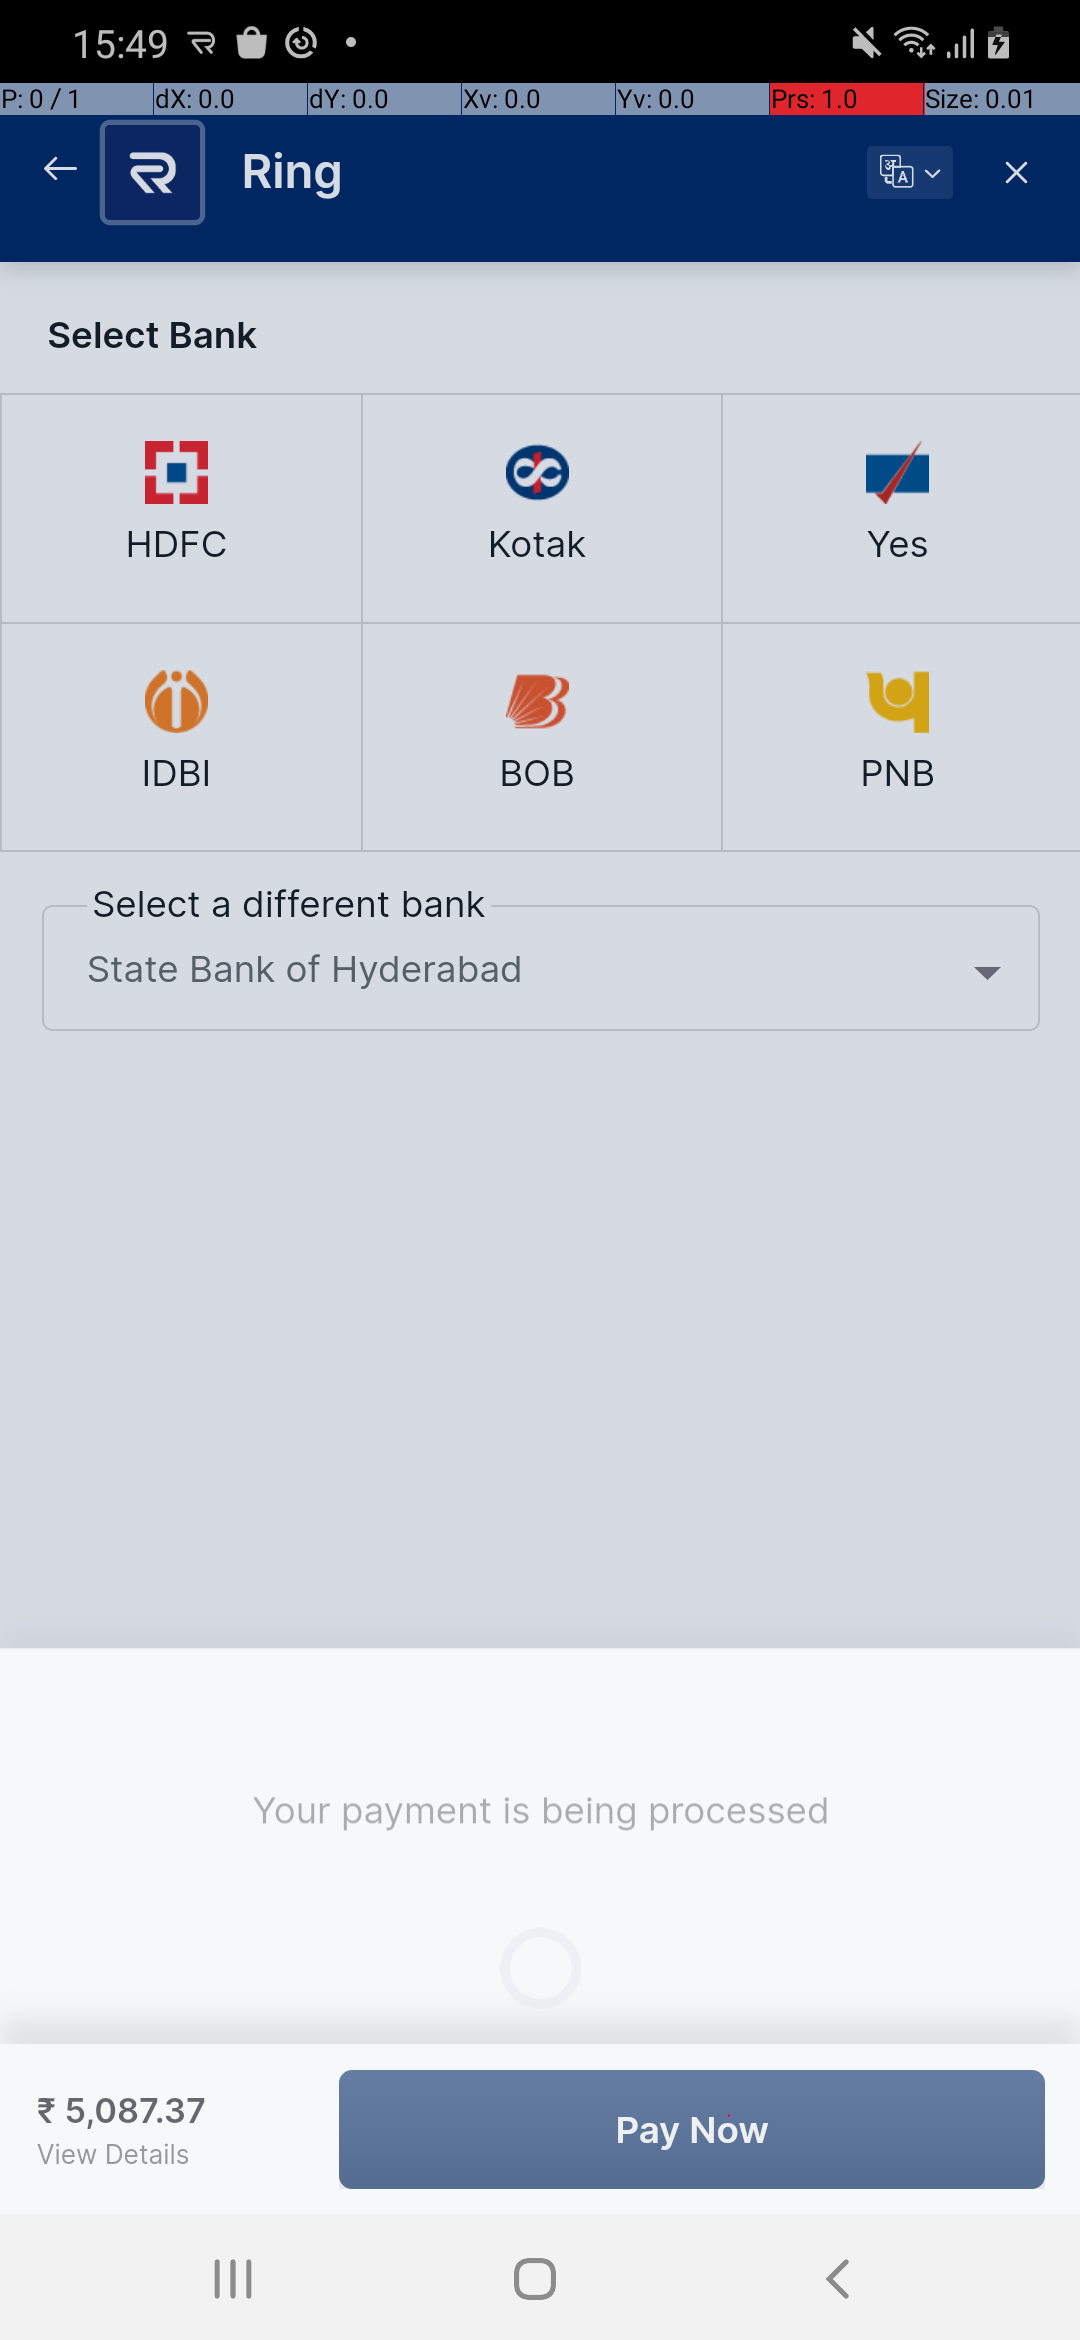 15:49
P: 0 / 1 dX: 0.0 dY: 0.0 Xv: 0.0 Yv: 0.0 Prs: 1.0 Size: 0.01
Ring
Select Bank
HDFC Kotak Yes
IDBI BOB PNB
Select a different bank
State Bank of Hyderabad
Your payment is being processed
₹ 5,087.37
View Details
Pay Now